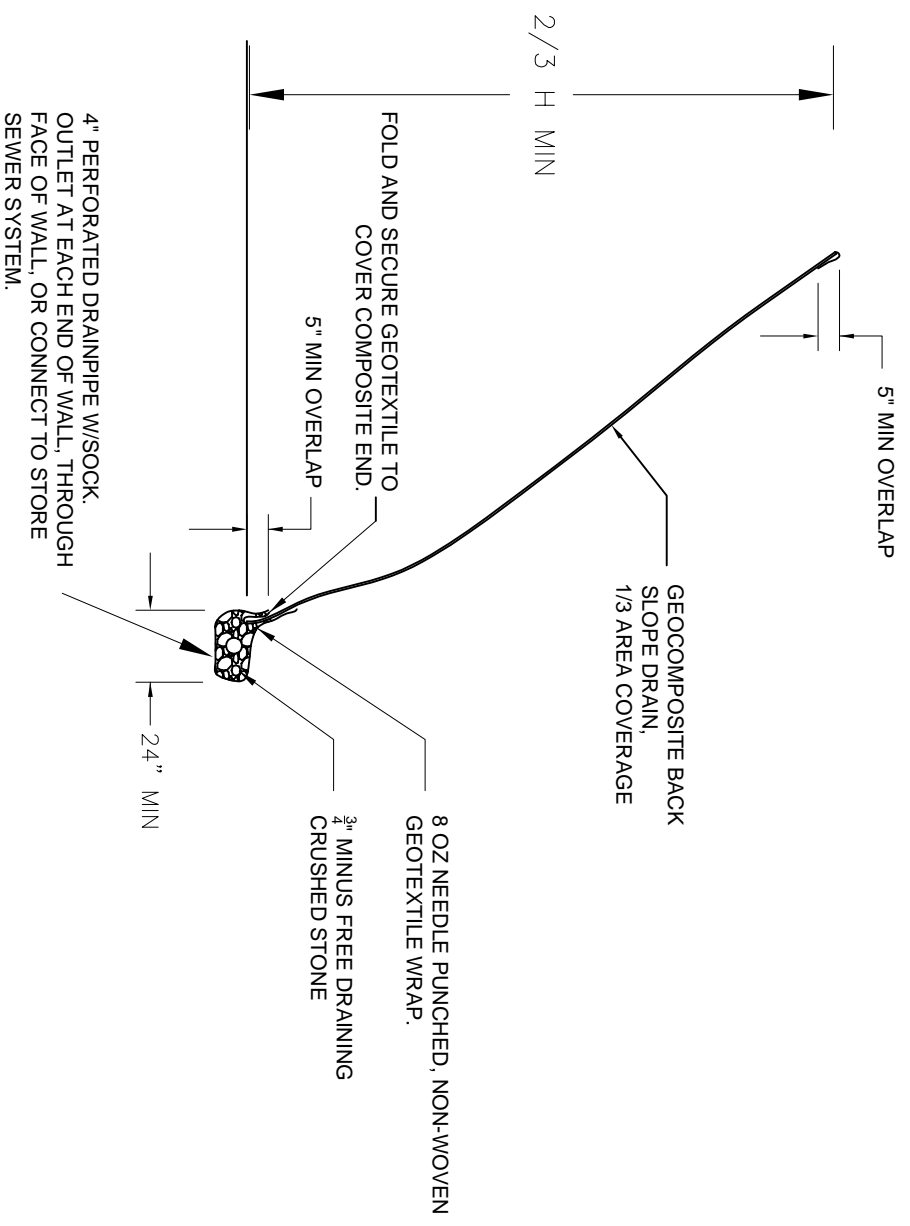 5" MIN OVERLAP
2/3 H MIN
GEOCOMPOSITE BACK
SLOPE DRAIN,
1/3 AREA COVERAGE
FOLD AND SECURE GEOTEXTILE TO
COVER COMPOSITE END.
5" MIN OVERLAP
8 OZ NEEDLE PUNCHED, NON-WOVEN
GEOTEXTILE WRAP.
3/4" MINUS FREE DRAINING
CRUSHED STONE
24" MIN
4" PERFORATED DRAINPIPE W/SOCK.
OUTLET AT EACH END OF WALL, THROUGH
FACE OF WALL, OR CONNECT TO STORE
SEWER SYSTEM.